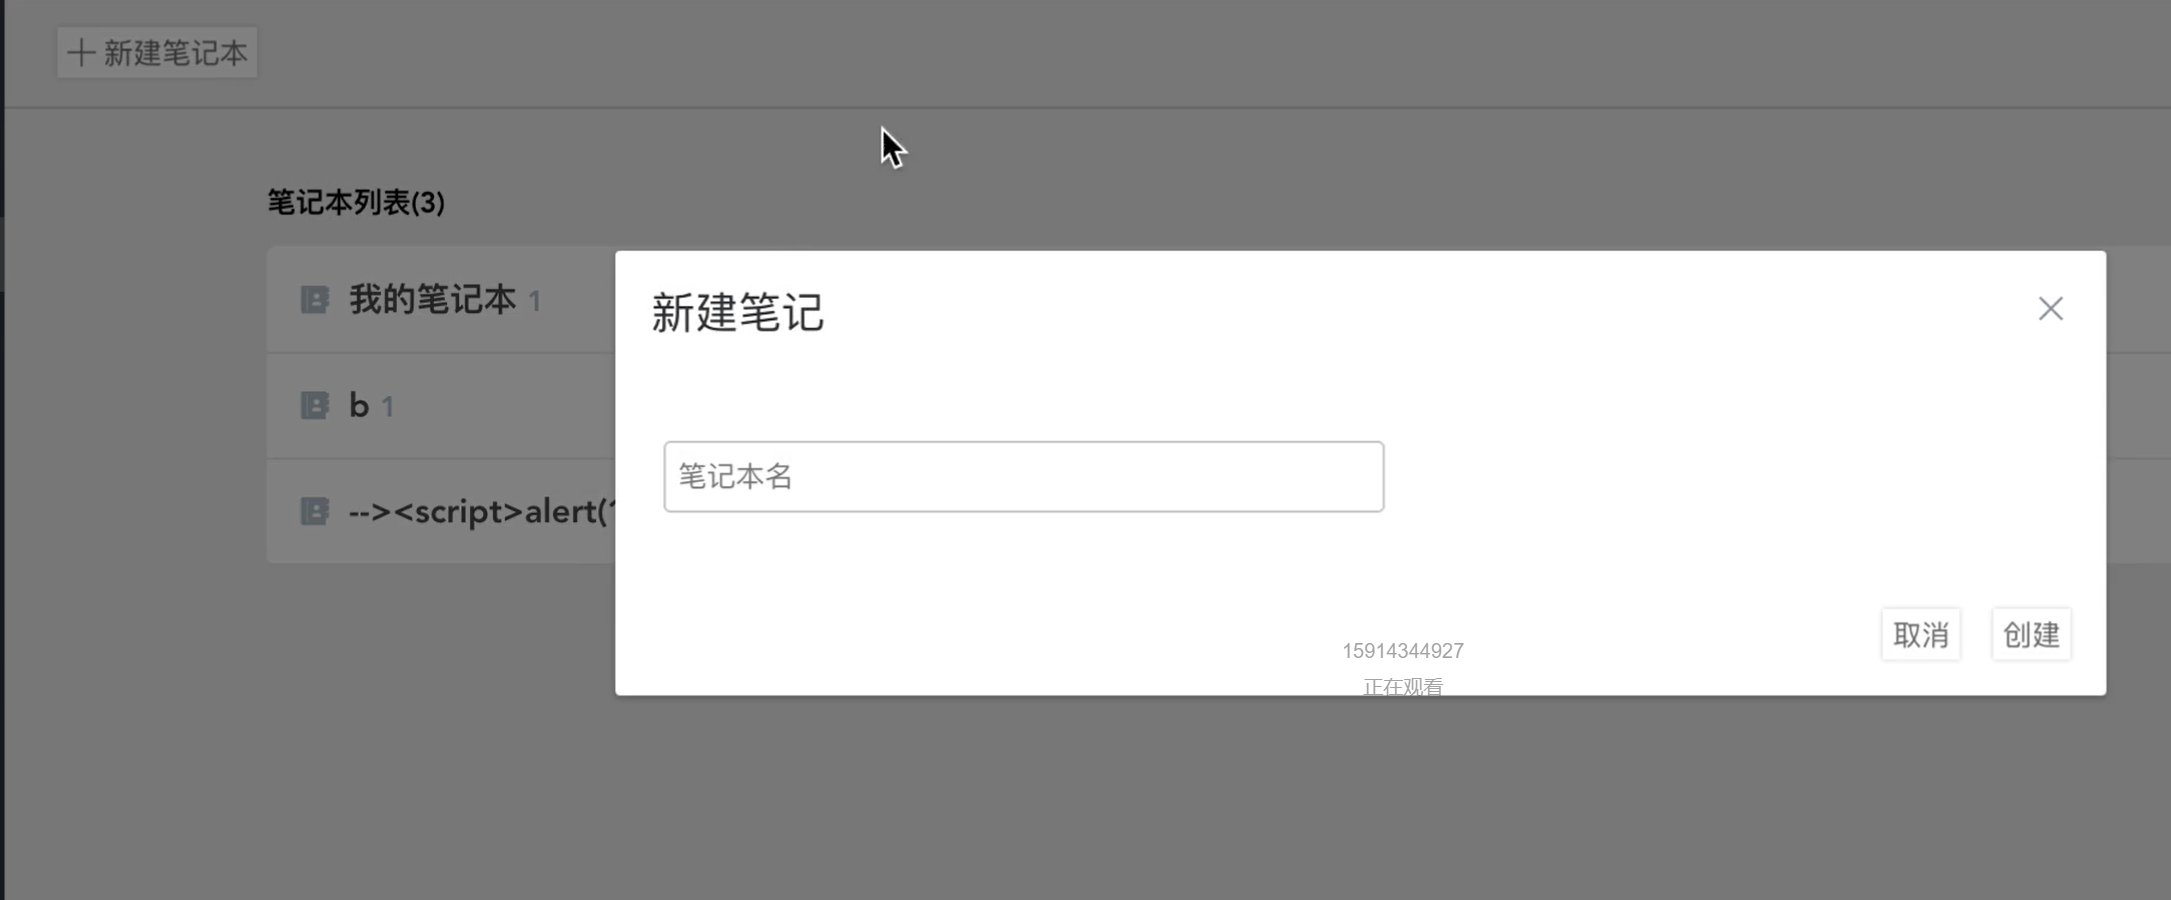 新建笔记本
笔记本列表(3)
我的笔记本 1
b 1
--><script>alert(
新建笔记
笔记本名
取消 创建
15914344927
正在观看